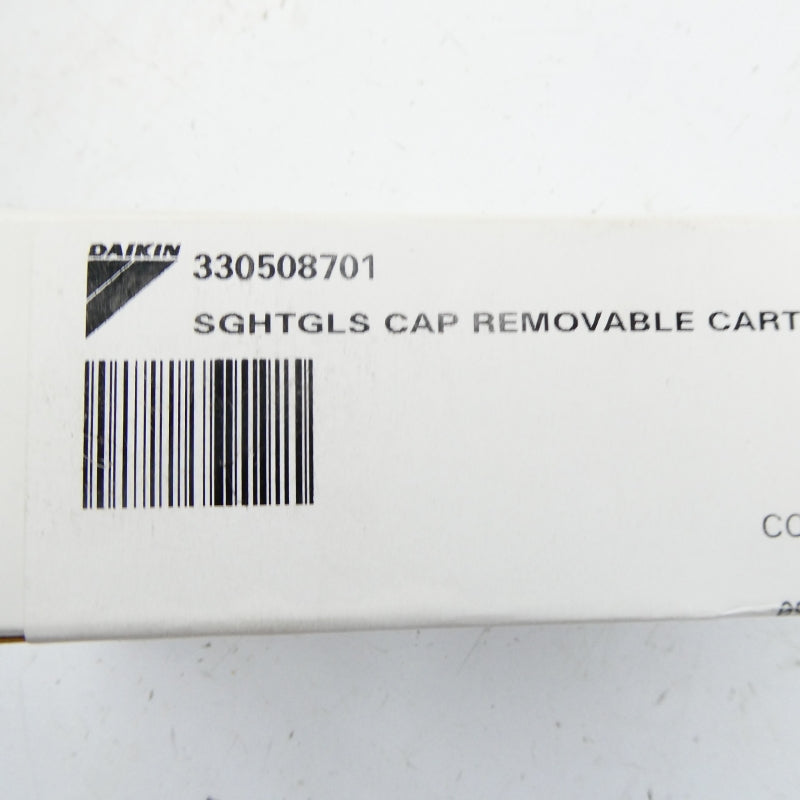 DAIKIN
330508701
SGHTGLS CAP REMOVABLE CART
CO